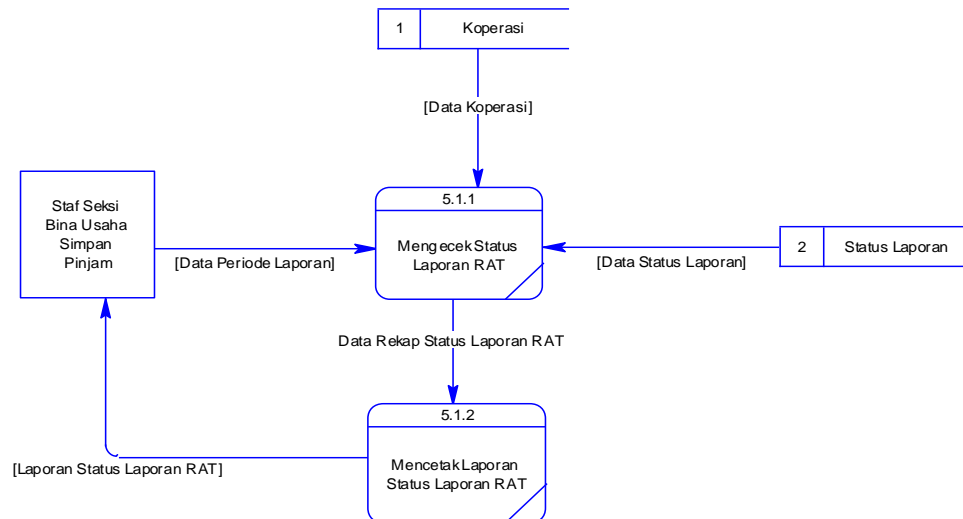 1 Koperasi
[Data Koperasi]
5.1.1
Mengecek Status
Laporan RAT
Staf Seksi
Bina Usaha
Simpan
Pinjam
[Data Periode Laporan]
2 Status Laporan
[Data Status Laporan]
Data Rekap Status Laporan RAT
5.1.2
Mencetak Laporan
Status Laporan RAT
[Laporan Status Laporan RAT]